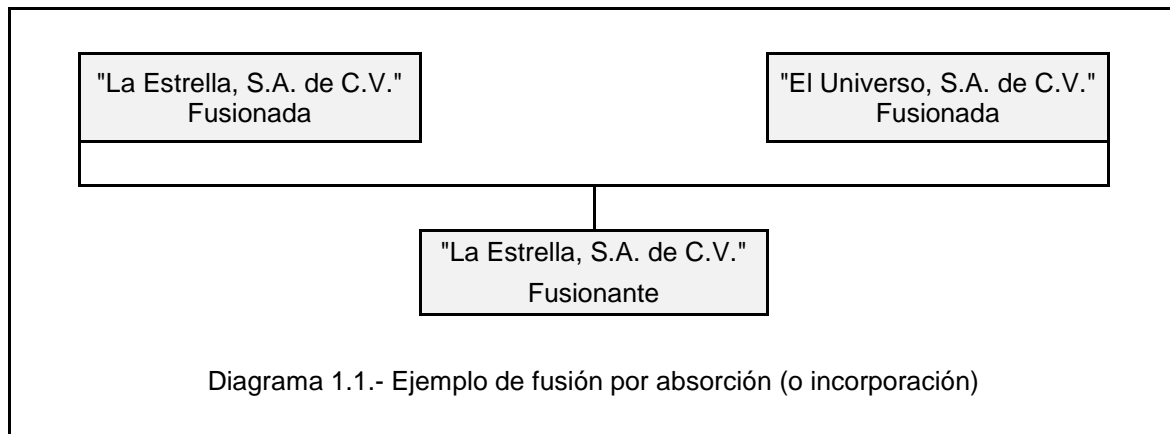 "La Estrella, S.A. de C.V."
Fusionada
"El Universo, S.A. de C.V."
Fusionada
"La Estrella, S.A. de C.V."
Fusionante
Diagrama 1.1.- Ejemplo de fusión por absorción (o incorporación)